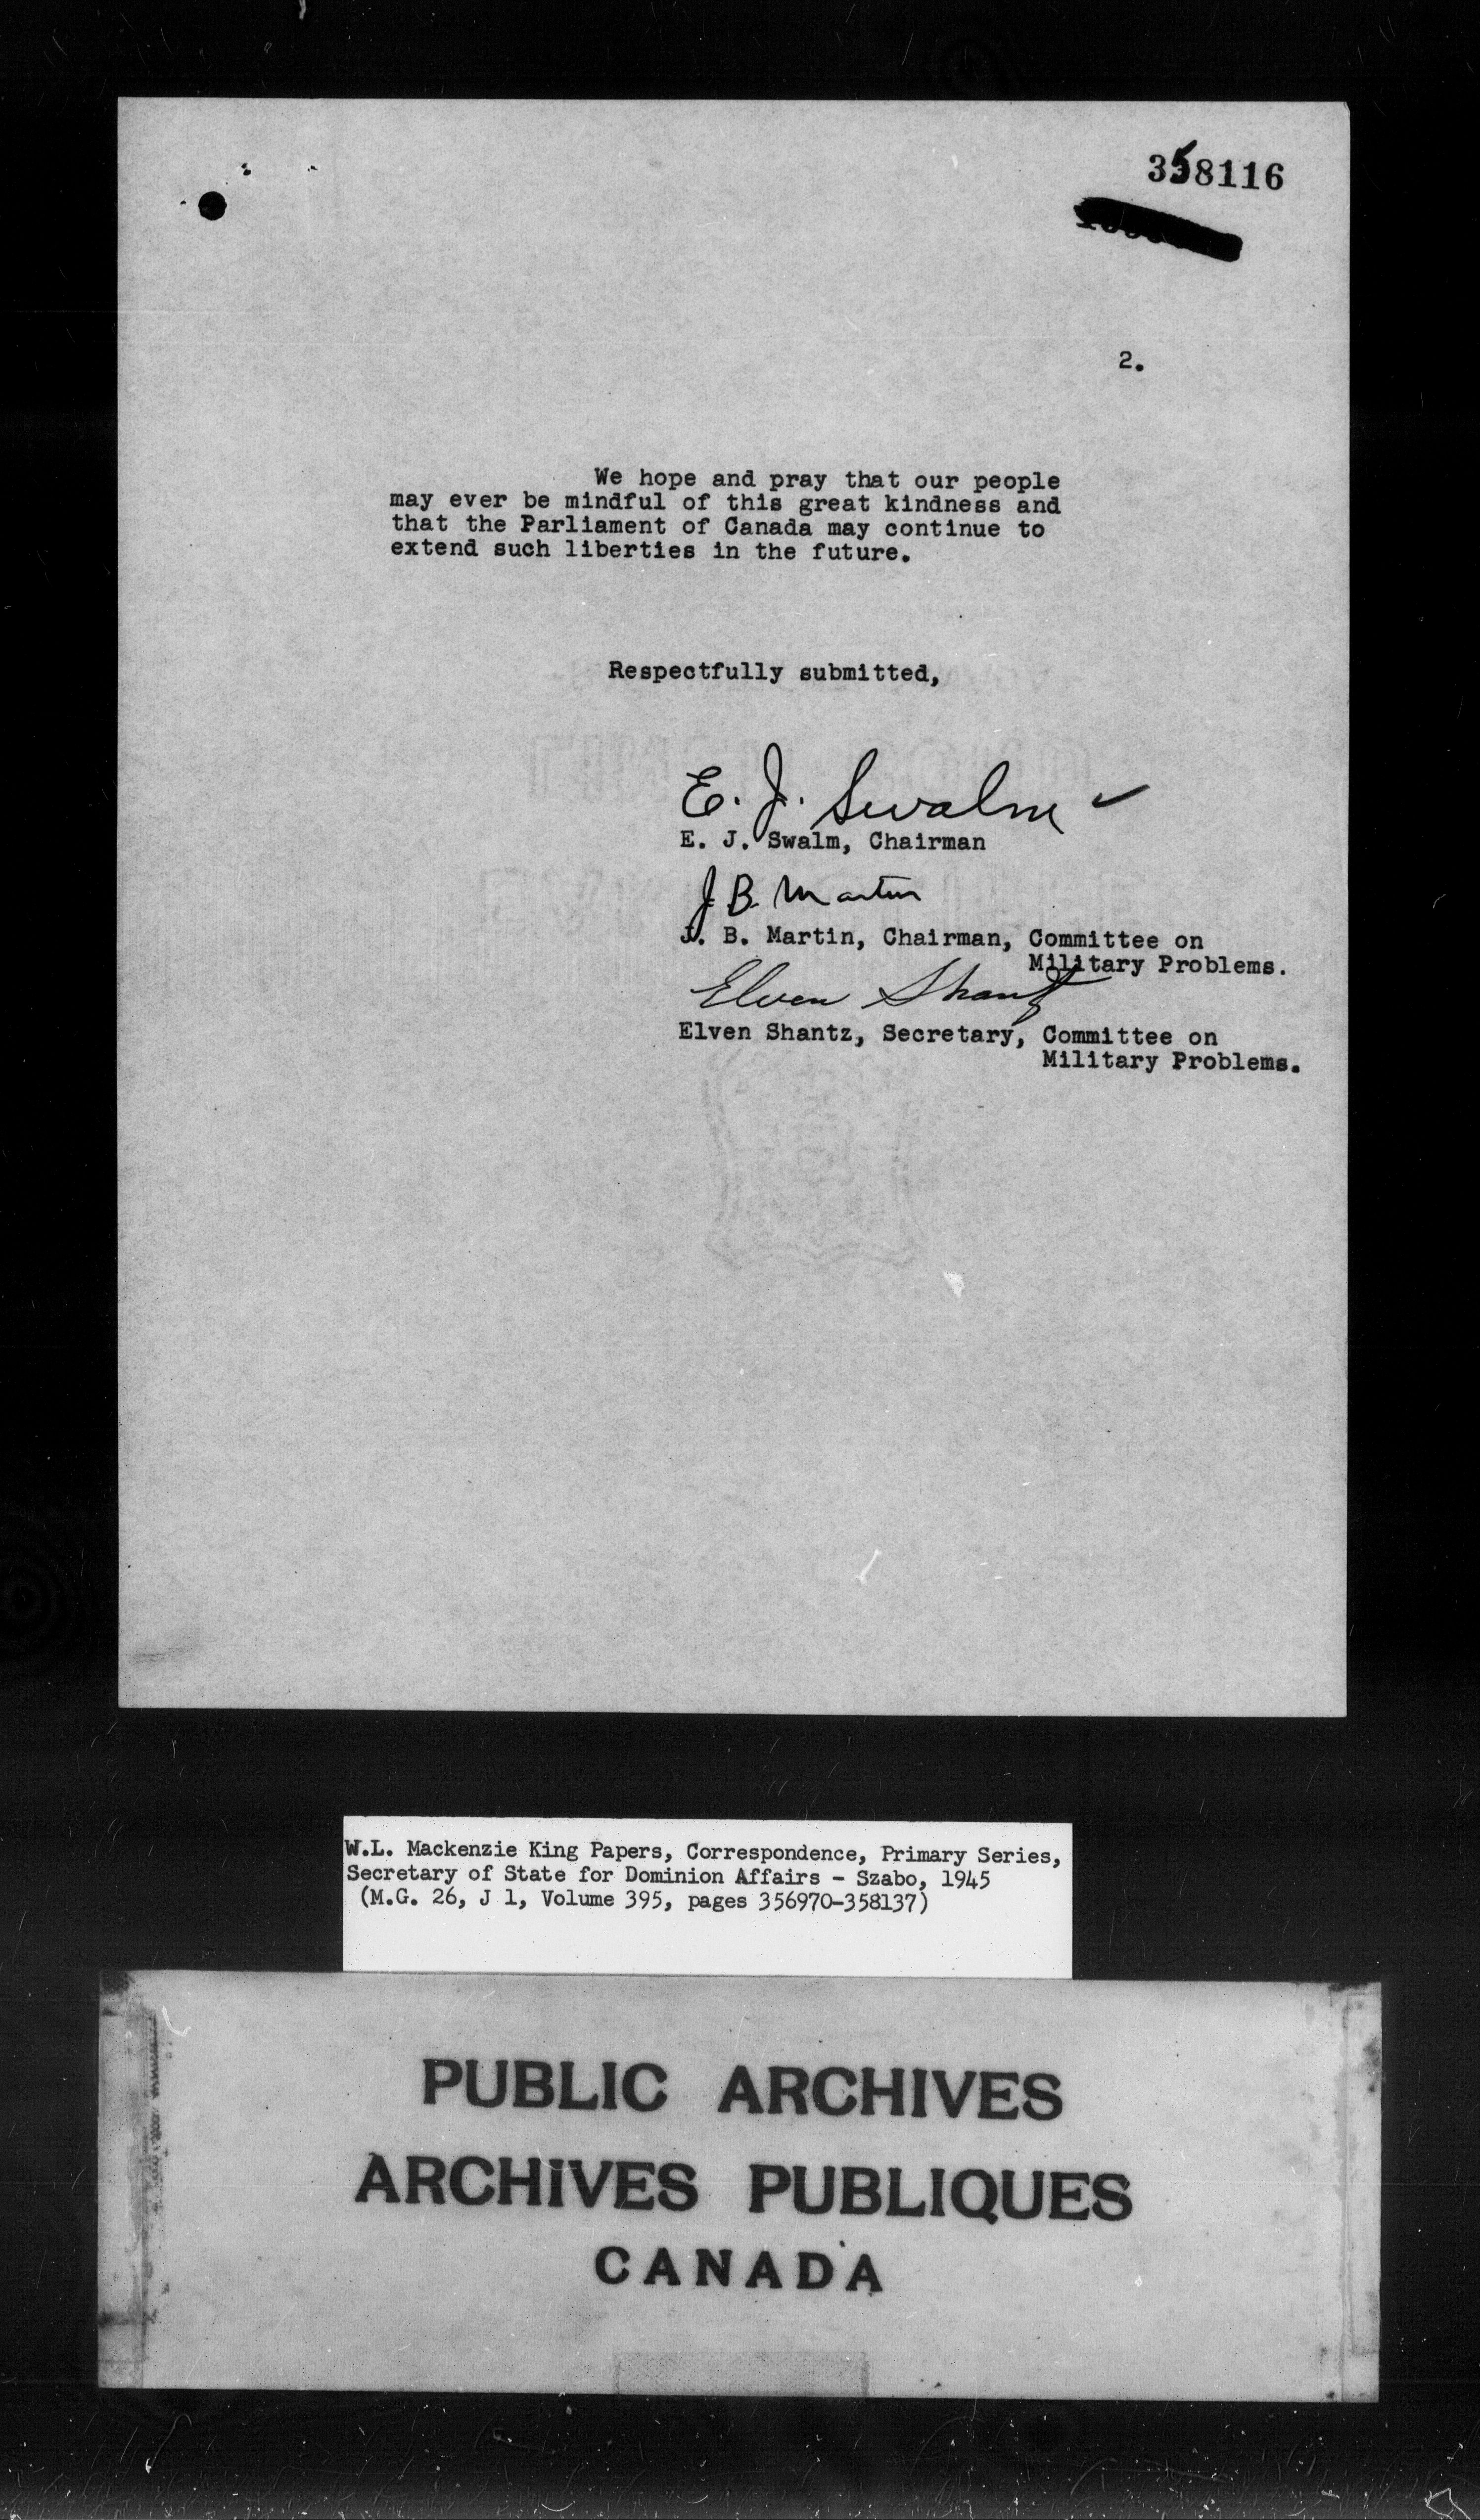 358116
2.
We hope and pray that our people
may ever be mindful of this great kindness and
that the Parliament of Canada may continue to
extend such liberties in the future.
Respectfully submitted,
E. J. Swalm
E. J. Swalm, Chairman
J B. Martin
J. B. Martin, Chairman, Committee on
Military Problems.
Elven Shantz
Elven Shantz, Secretary, Committee on
Military Problems.
W.L. Mackenzie King Papers, Correspondence, Primary Series,
Secretary of State for Dominion Affairs - Szabo, 1945
(M.G. 26, J 1, Volume 395, pages 356970-358137)
PUBLIC ARCHIVES
ARCHIVES PUBLIQUES
CANADA